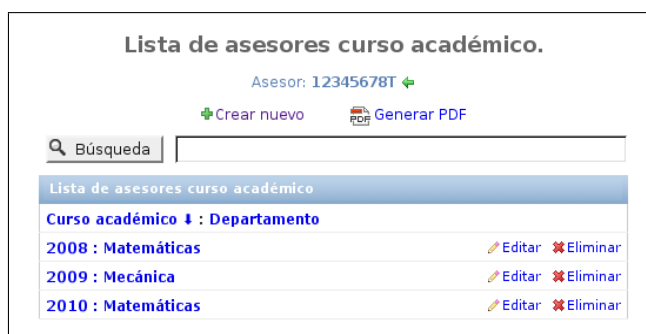 Lista de asesores curso académico.
Asesor: 12345678T
Crear nuevo PDF Generar PDF
Búsqueda
Lista de asesores curso académico
Curso académico : Departamento
2008 : Matemáticas Editar Eliminar
2009 : Mecánica Editar Eliminar
2010 : Matemáticas Editar Eliminar